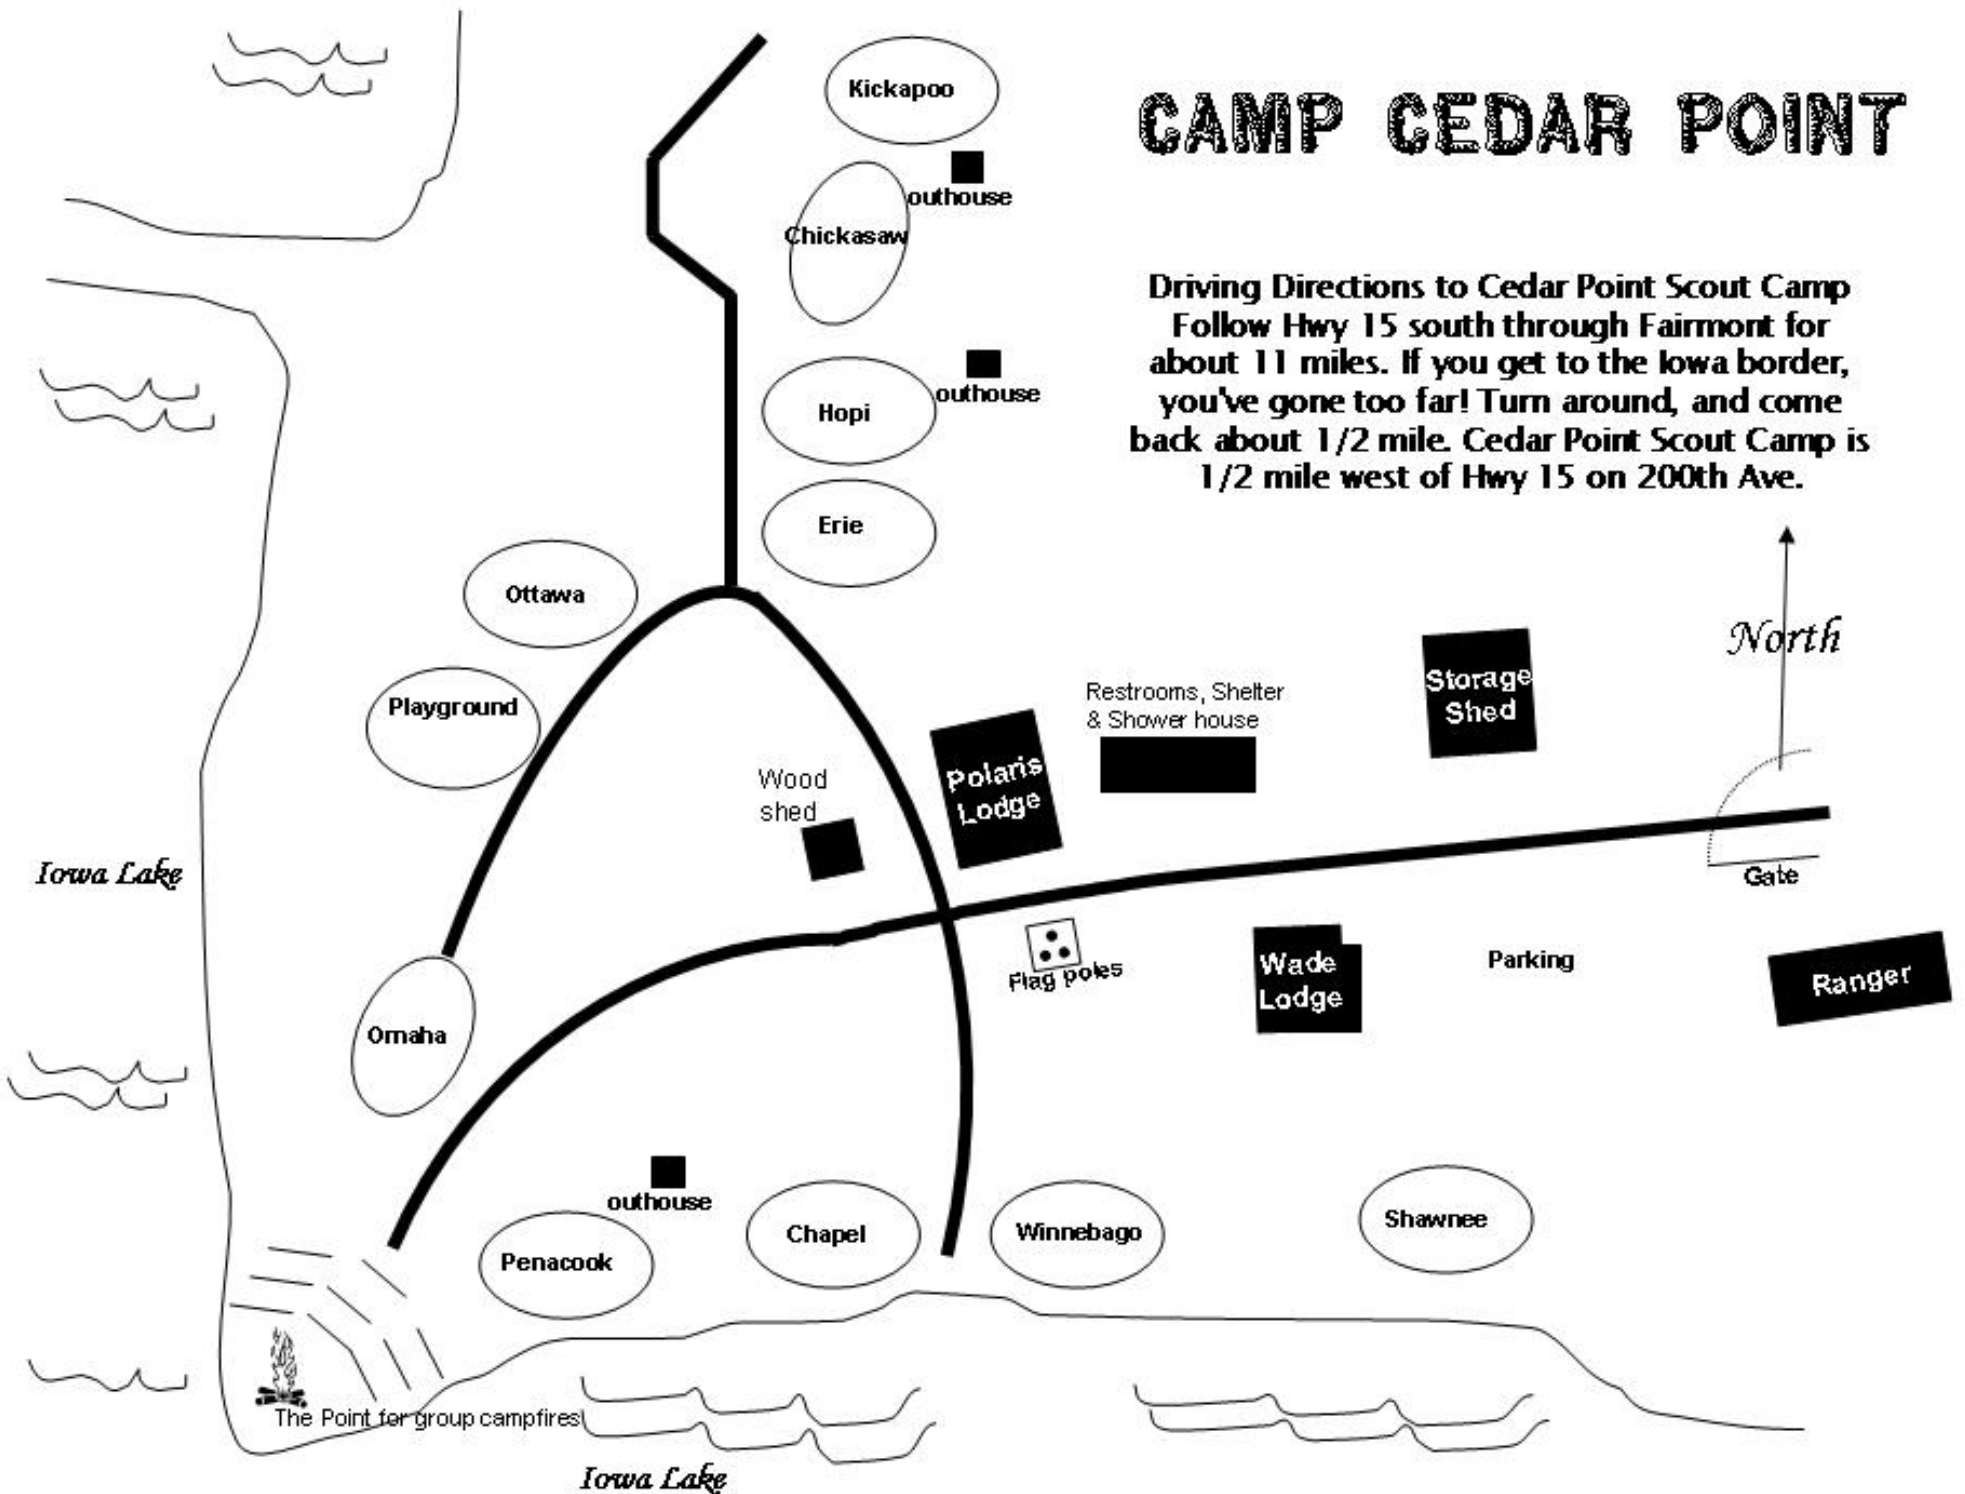 CAMP CEDAR POINT
Kickapoo
outhouse
Chickasaw
Driving Directions to Cedar Point Scout Camp
Follow Hwy 15 south through Fairmont for
about 11 miles. If you get to the Iowa border,
you've gone too far! Turn around, and come
back about 1/2 mile. Cedar Point Scout Camp is
1/2 mile west of Hwy 15 on 200th Ave.
Hopi
outhouse
Erie
Ottawa
North
Playground
Restrooms, Shelter
& Shower house
Storage
Shed
Polaris
Lodge
Wood
shed
Iowa Lake
Gate
Flag poles
Wade
Lodge
Parking
Ranger
Omaha
outhouse
Penacook
Chapel
Winnebago
Shawnee
The Point for group campfires
Iowa Lake